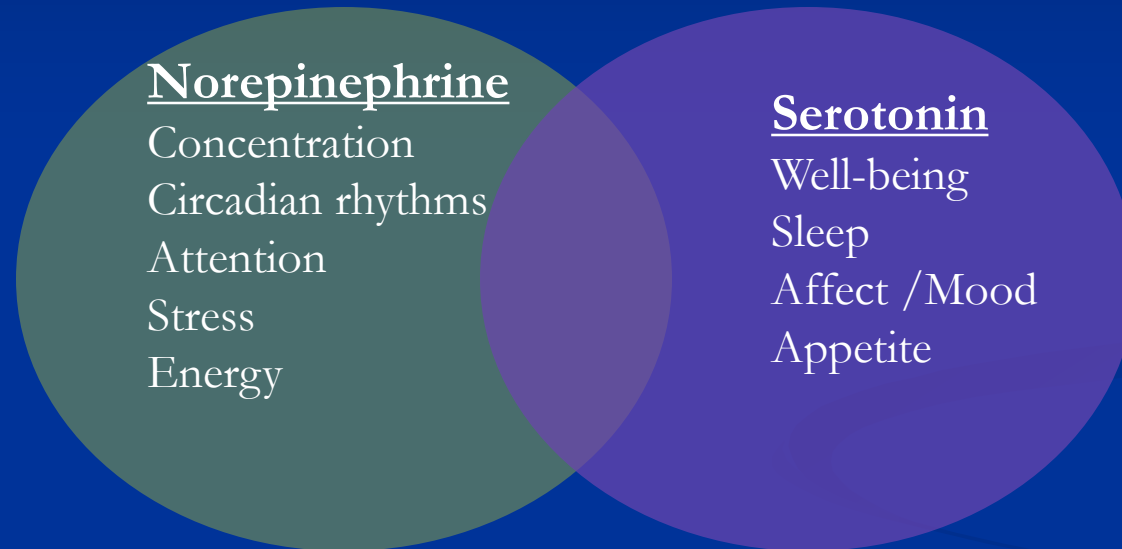 Norepinephrine
Concentration
Circadian rhythms
Attention
Stress
Energy
Serotonin
Well-being
Sleep
Affect /Mood
Appetite